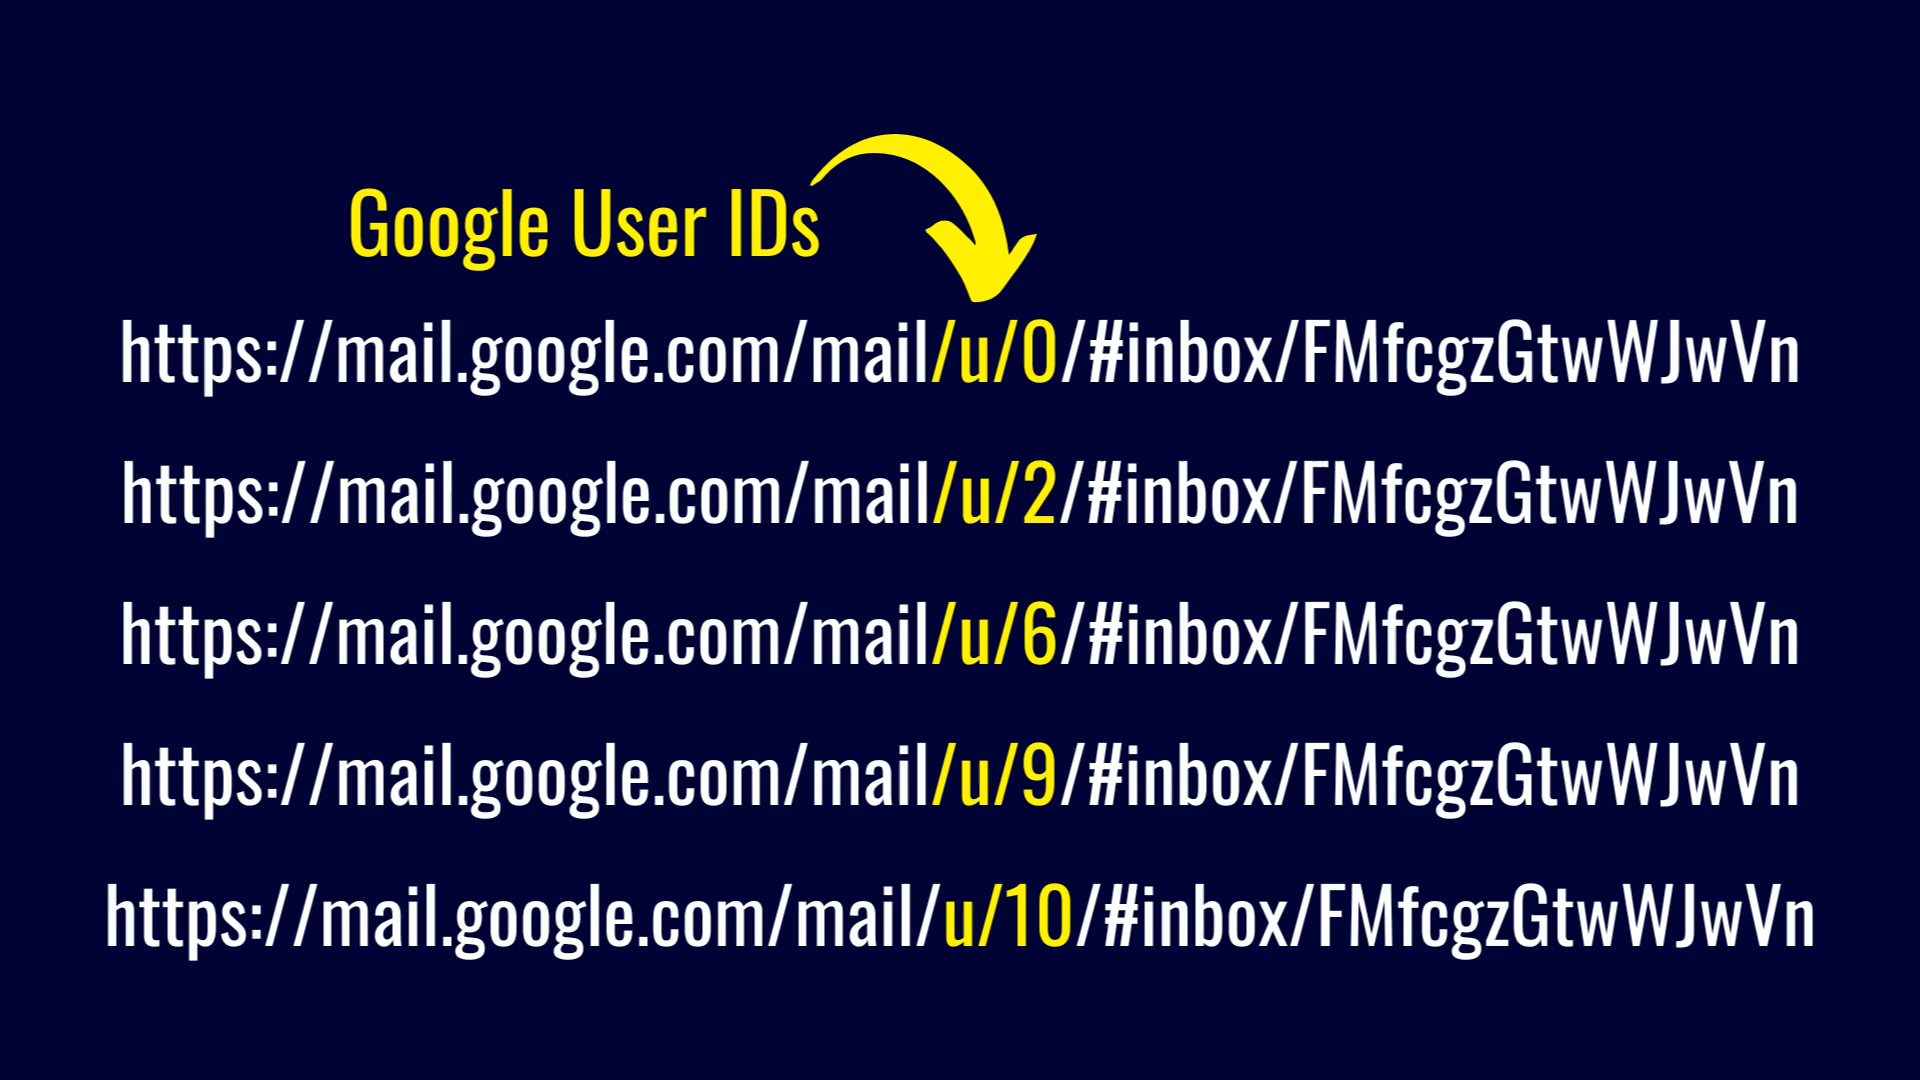 Google User IDs
https://mail.google.com/mail/u/0/#inbox/FMfcgzGtwWJwVn
https://mail.google.com/mail/u/2/#inbox/FMfcgzGtwWJwVn
https://mail.google.com/mail/u/6/#inbox/FMfcgzGtwWJwVn
https://mail.google.com/mail/u/9/#inbox/FMfcgzGtwWJwVn
https://mail.google.com/mail/u/10/#inbox/FMfcgzGtwWJwVn